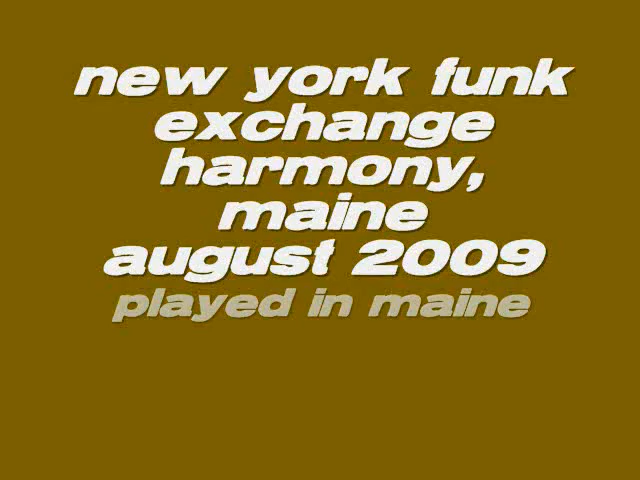 new york funk
exchange
harmony,
maine
august 2009
played in maine